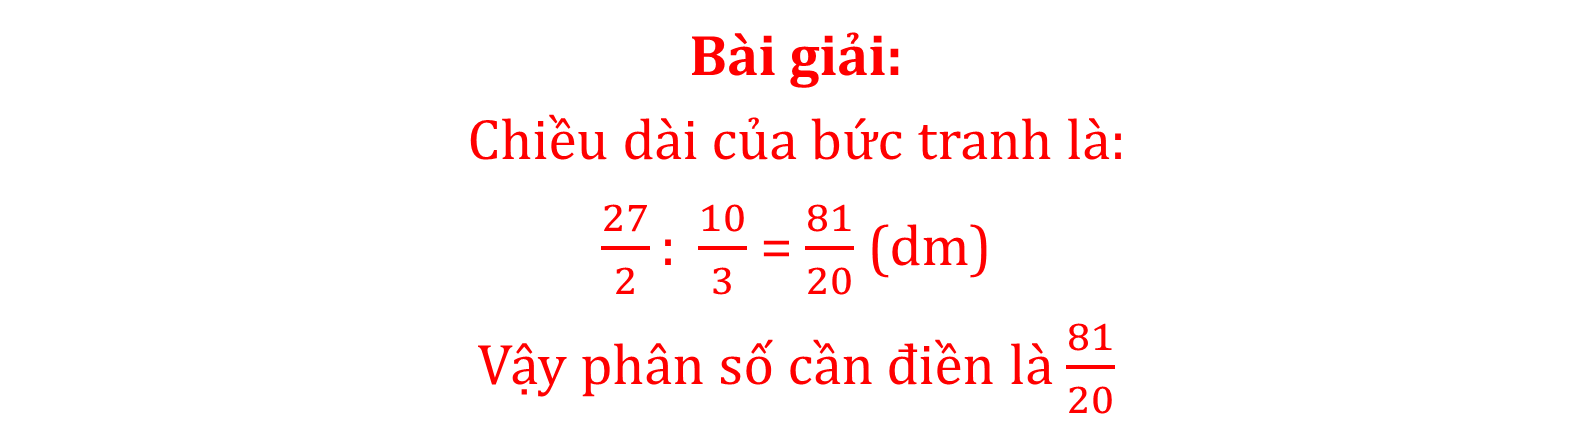 Bài giải:
Chiều dài của bức tranh là:
27/2 : 10/3 = 81/20 (dm)
Vậy phân số cần điền là 81/20